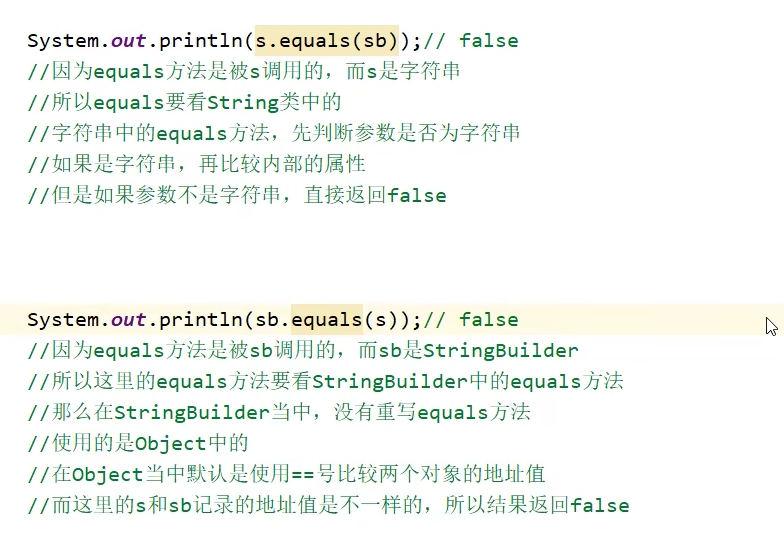 System.out.println(s.equals(sb));// false
//因为equals方法是被s调用的，而s是字符串
//所以equals要看String类中的
//字符串中的equals方法，先判断参数是否为字符串
//如果是字符串，再比较内部的属性
//但是如果参数不是字符串，直接返回false
System.out.println(sb.equals(s));// false
//因为equals方法是被sb调用的，而sb是StringBuilder
//所以这里的equals方法要看StringBuilder中的equals方法
//那么在StringBuilder当中，没有重写equals方法
//使用的是Object中的
//在Object当中默认是使用==号比较两个对象的地址值
//而这里的s和sb记录的地址值是不一样的，所以结果返回false